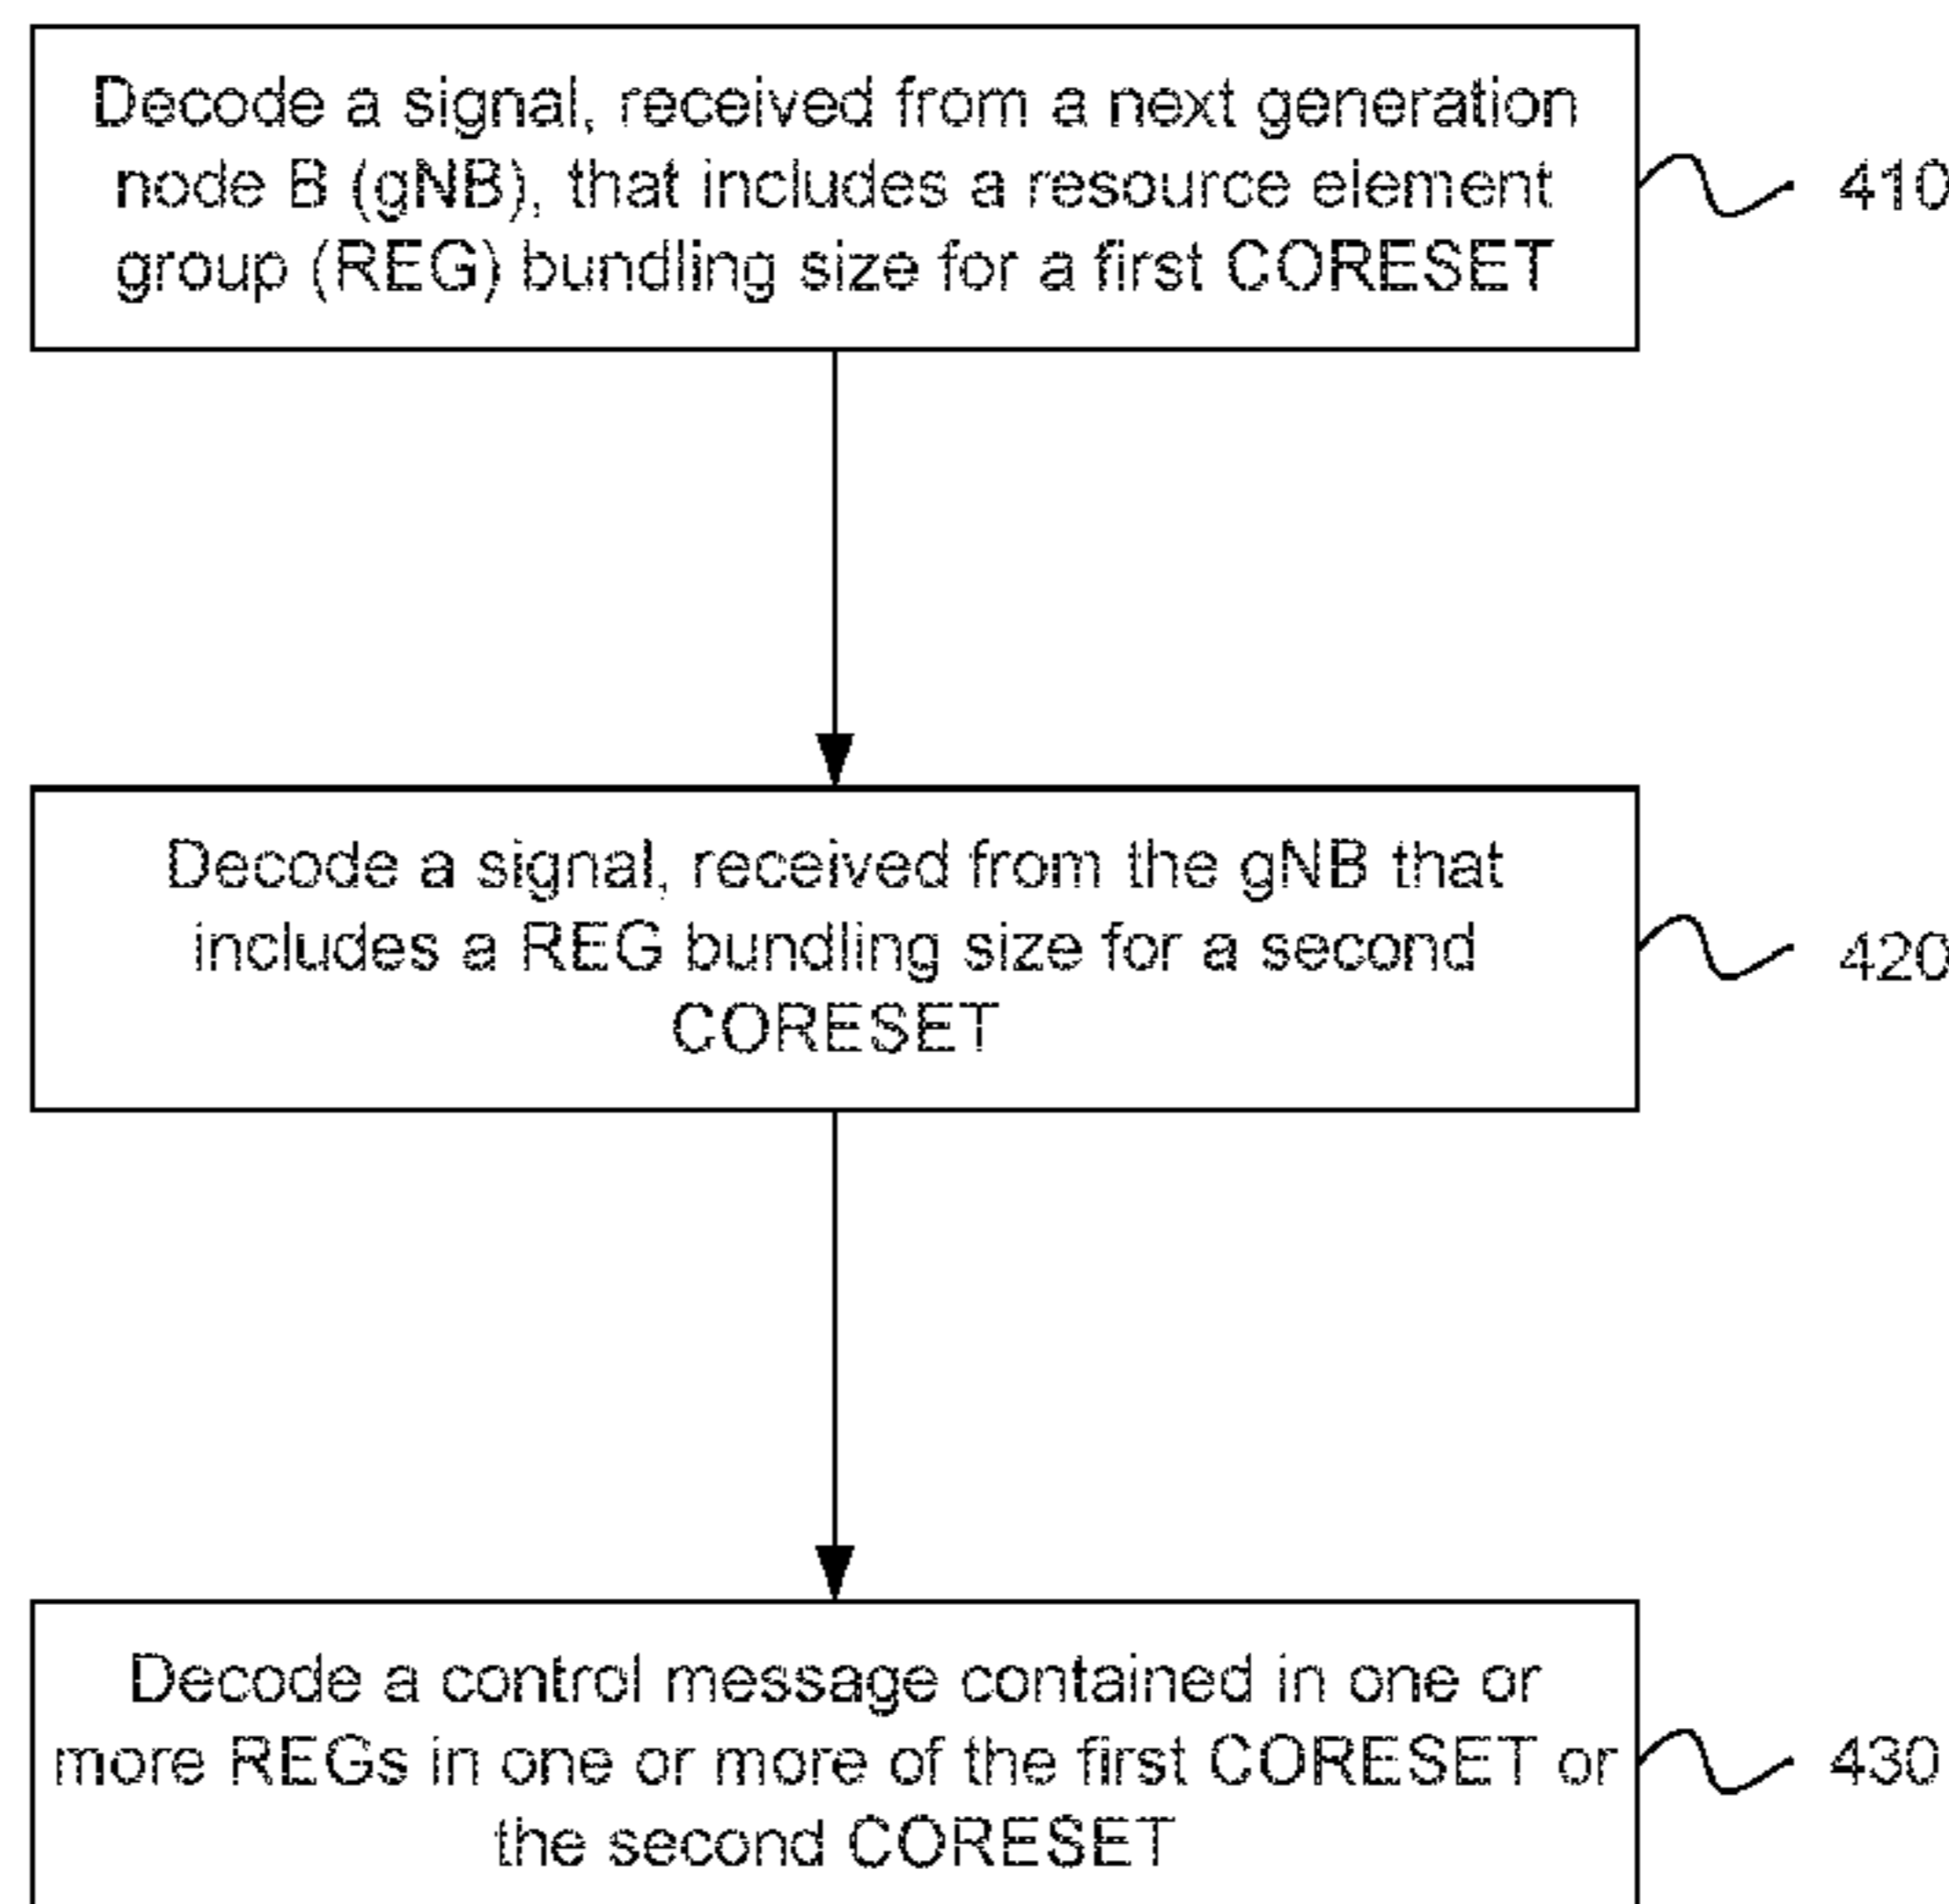 Decode a signal, received from a next generation
node B (gNB), that includes a resource element
group (REG) bundling size for a first CORESET
410
Decode a signal, received from the gNB that
includes a REG bundling size for a second
CORESET
420
Decode a control message contained in one or
more REGs in one or more of the first CORESET or
the second CORESET
430